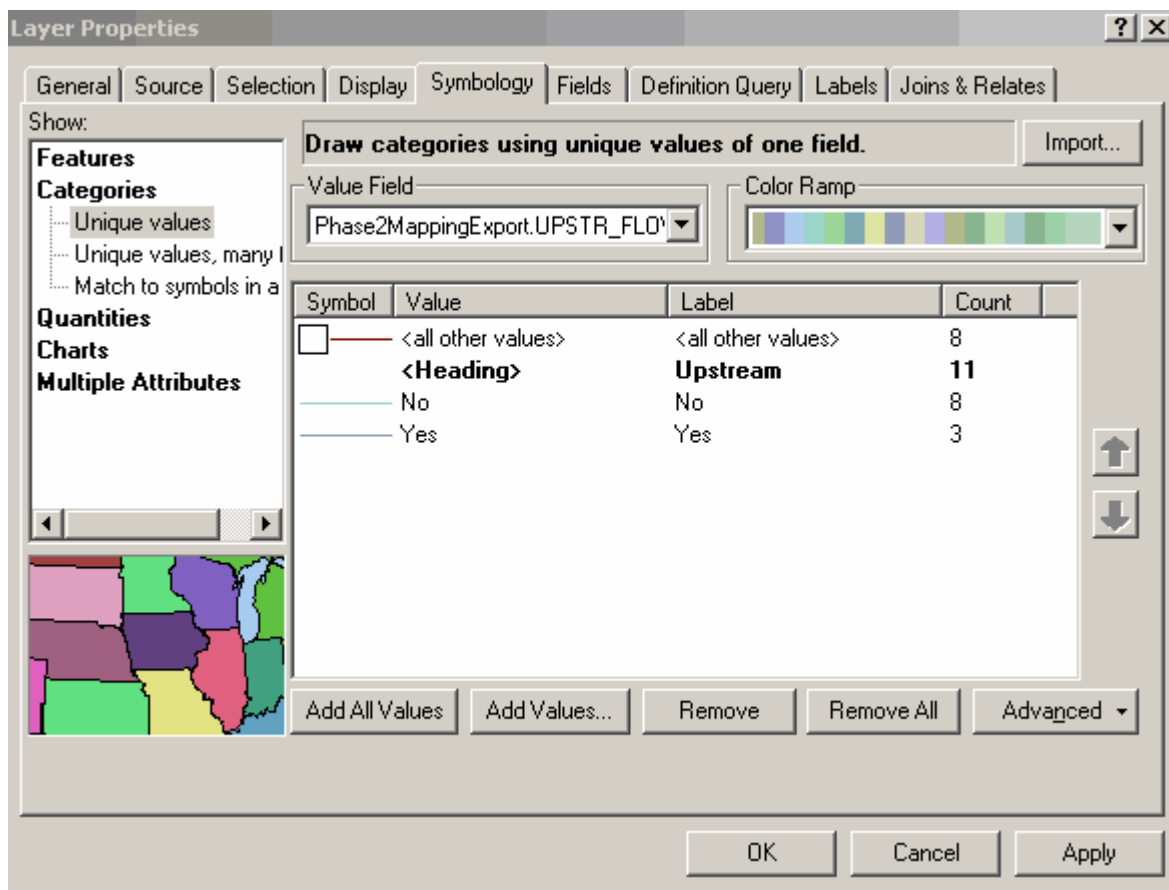 Layer Properties
General Source Selection Display Symbology Fields Definition Query Labels Joins & Relates
Show:
Features
Categories
Unique values
Unique values, many
Match to symbols in a
Quantities
Charts
Multiple Attributes
Draw categories using unique values of one field.
Import...
Value Field
Phase2MappingExport.UPSTR_FLO
Color Ramp
Symbol Value Label Count
<all other values> <all other values> 8
<Heading> Upstream 11
No No 8
Yes Yes 3
Add All Values Add Values... Remove Remove All Advanced
OK Cancel Apply